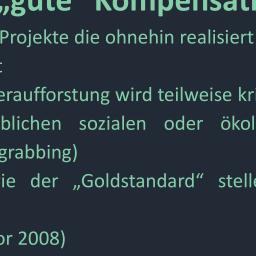 „gute“ Kompensati
Projekte die ohnehin realisiert
eraufforstung wird teilweise kri
blichen sozialen oder ökol
grabbing)
ie der „Goldstandard“ stelle
or 2008)